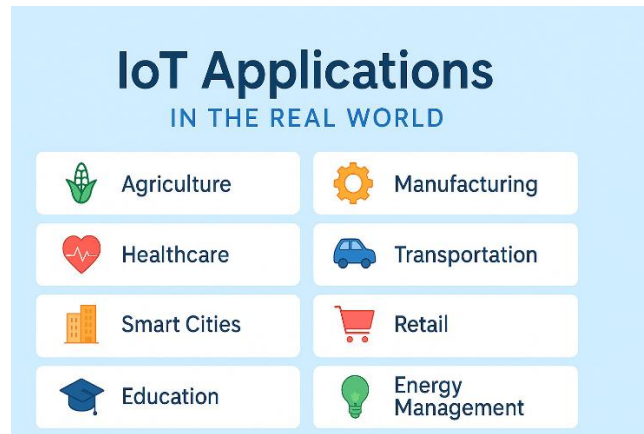 IoT Applications
IN THE REAL WORLD
Agriculture
Manufacturing
Healthcare
Transportation
Smart Cities
Retail
Education
Energy
Management